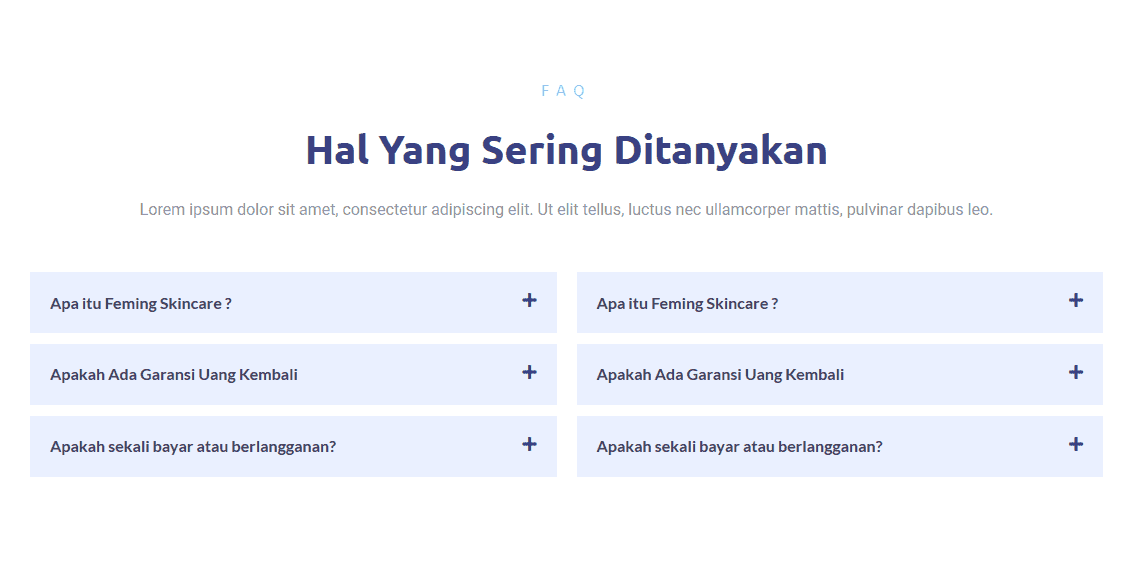 FAQ
Hal Yang Sering Ditanyakan
Lorem ipsum dolor sit amet, consectetur adipiscing elit. Ut elit tellus, luctus nec ullamcorper mattis, pulvinar dapibus leo.
Apa itu Feming Skincare ?
Apakah Ada Garansi Uang Kembali
Apakah sekali bayar atau berlangganan?
Apa itu Feming Skincare ?
Apakah Ada Garansi Uang Kembali
Apakah sekali bayar atau berlangganan?